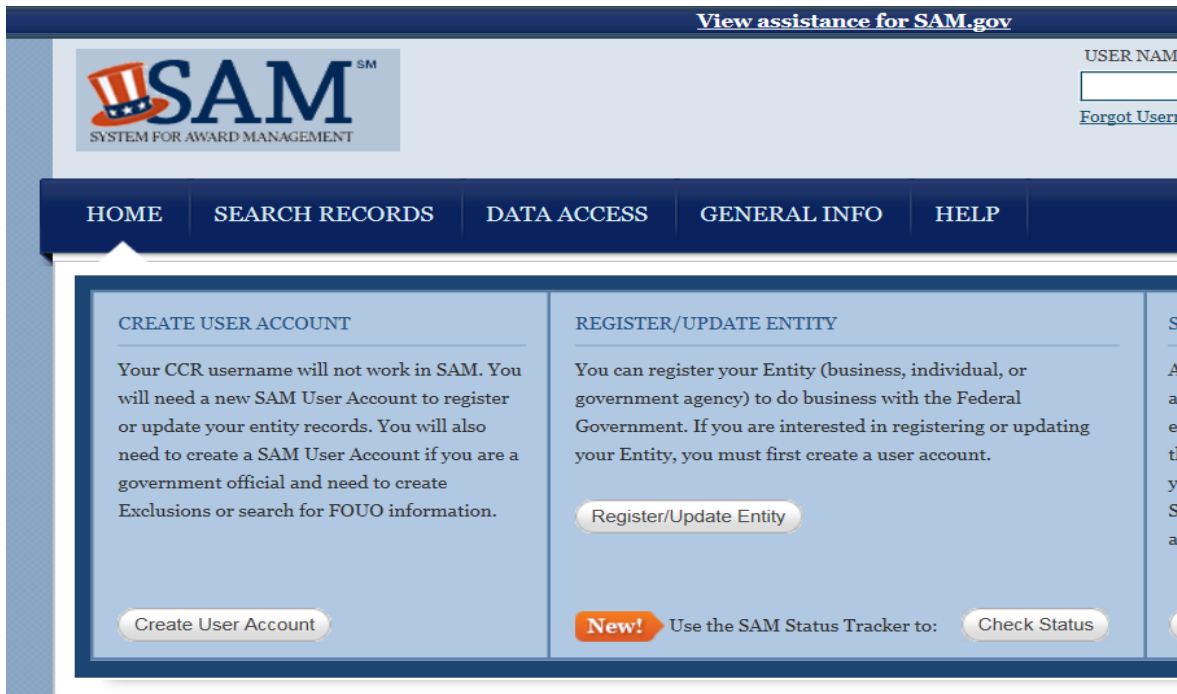 View assistance for SAM.gov
SAM SM
SYSTEM FOR AWARD MANAGEMENT
USER NAM
Forgot User
HOME SEARCH RECORDS DATA ACCESS GENERAL INFO HELP
CREATE USER ACCOUNT
Your CCR username will not work in SAM. You
will need a new SAM User Account to register
or update your entity records. You will also
need to create a SAM User Account if you are a
government official and need to create
Exclusions or search for FOUO information.
Create User Account
REGISTER/UPDATE ENTITY
You can register your Entity (business, individual, or
government agency) to do business with the Federal
Government. If you are interested in registering or updating
your Entity, you must first create a user account.
Register/Update Entity
New! Use the SAM Status Tracker to: Check Status